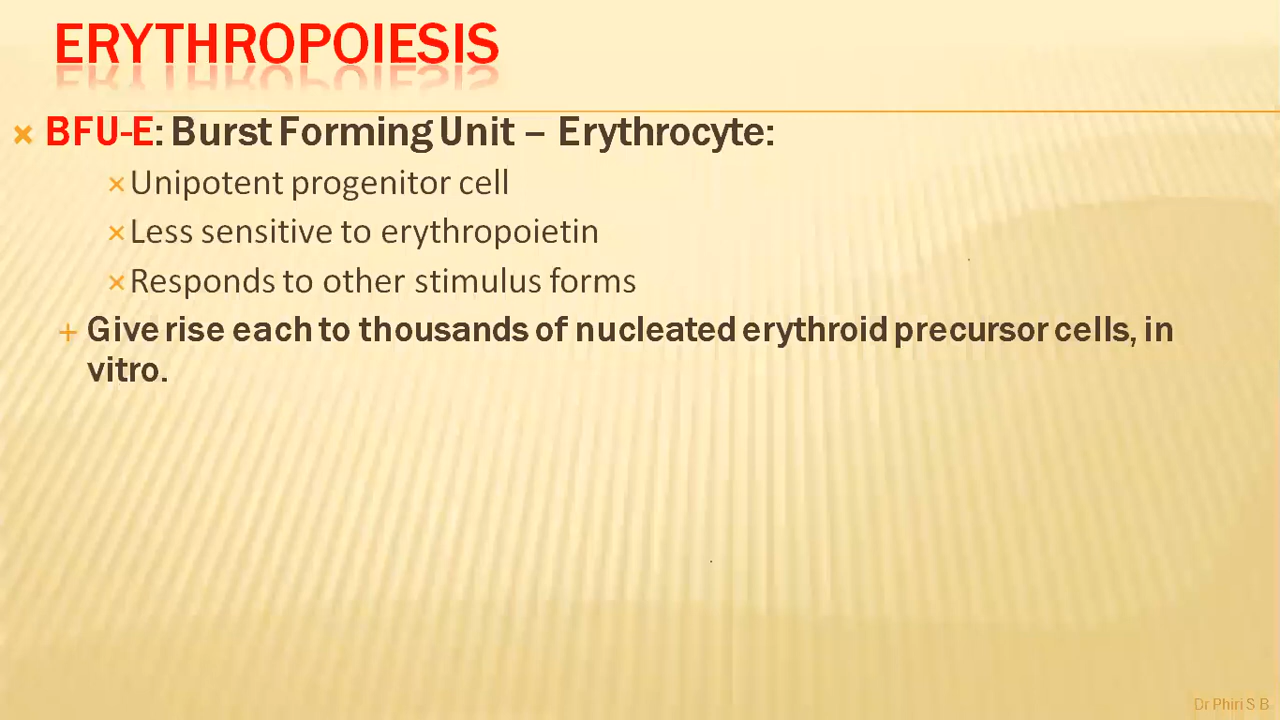 ERYTHROPOIESIS
BFU-E: Burst Forming Unit – Erythrocyte:
Unipotent progenitor cell
Less sensitive to erythropoietin
Responds to other stimulus forms
Give rise each to thousands of nucleated erythroid precursor cells, in
vitro.
Dr Phiri S B